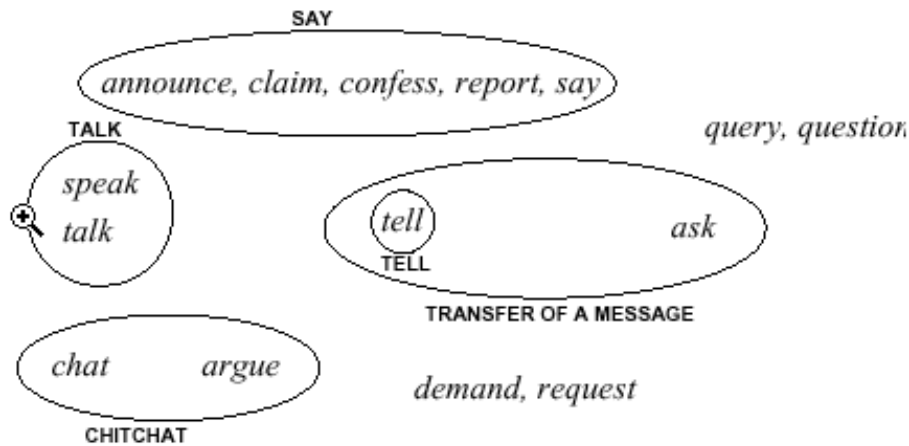 SAY
announce, claim, confess, report, say
query, question
TALK
speak
talk
tell
ask
TELL
TRANSFER OF A MESSAGE
chat argue
demand, request
CHITCHAT